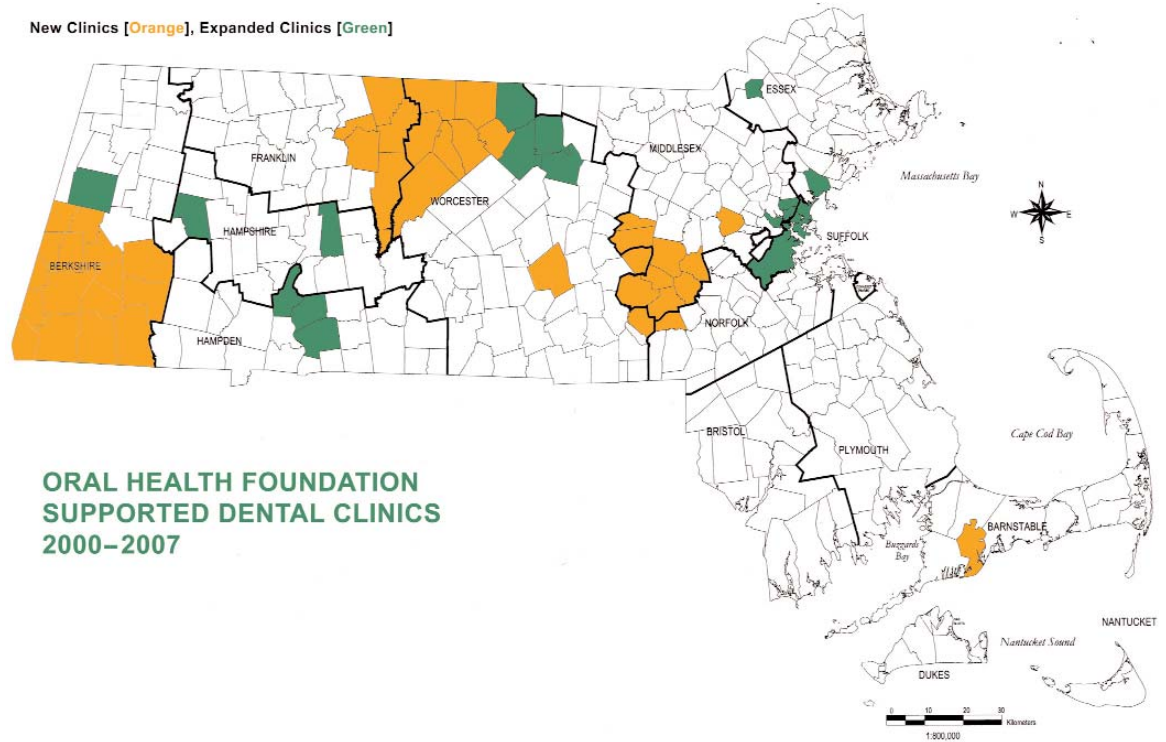 New Clinics [Orange], Expanded Clinics [Green]
ESSEX
MIDDLESEX
FRANKLIN
Massachusetts Bay
WORCESTER
N
W E
S
HAMPSHIRE
SUFFOLK
BERKSHIRE
NORFOLK
HAMPDEN
BRISTOL
Cape Cod Bay
PLYMOUTH
ORAL HEALTH FOUNDATION
SUPPORTED DENTAL CLINICS
2000–2007
BARNSTABLE
Buzzards
Bay
NANTUCKET
Nantucket Sound
DUKES
0 10 20 30
Kilometers
1:800,000